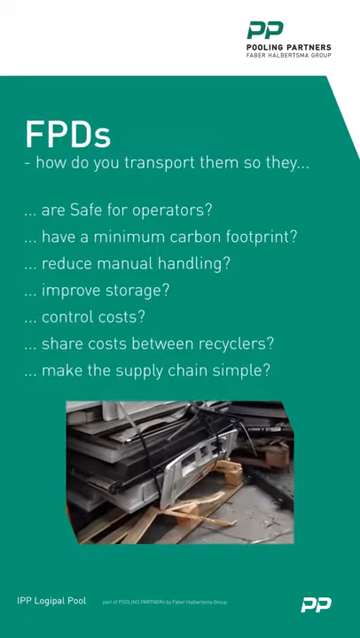 PP
POOLING PARTNERS
FABER HALBERTSMA GROUP
FPDs
- how do you transport them so they...
... are Safe for operators?
... have a minimum carbon footprint?
... reduce manual handling?
... improve storage?
... control costs?
... share costs between recyclers?
... make the supply chain simple?
IPP Logipal Pool
part of POOLING PARTNERs by Faber Halbertsma Group
PP